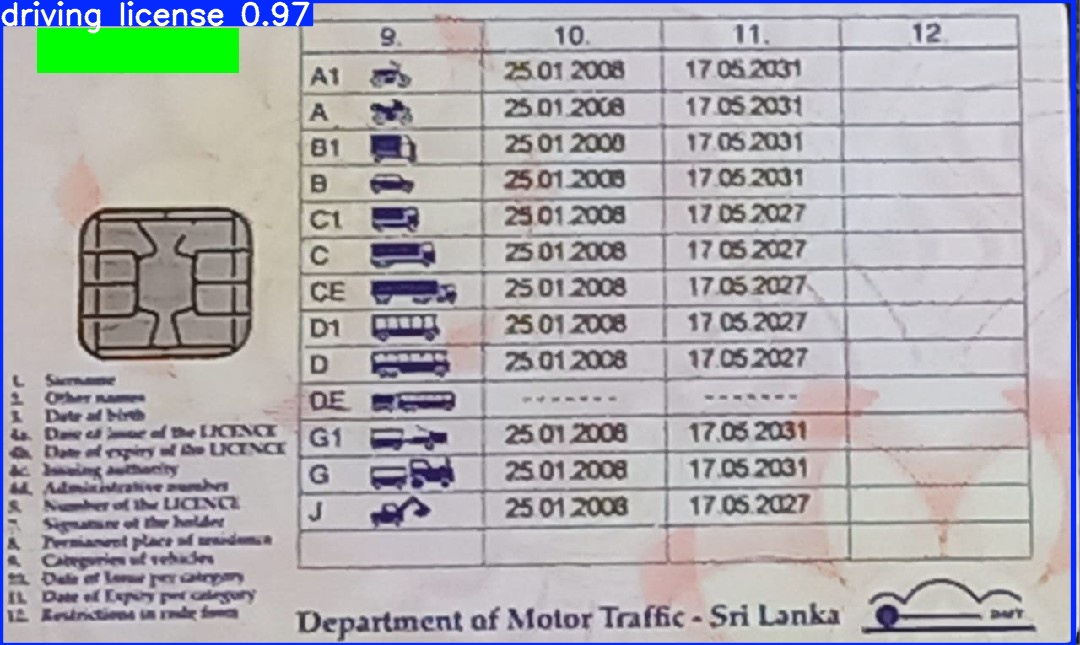 driving license 0.97
9. 10. 11. 12.
A1 25.01.2008 17.05.2031
A 25.01.2008 17.05.2031
B1 25.01.2008 17.05.2031
B 25.01.2008 17.05.2031
C1 25.01.2008 17.05.2027
C 25.01.2008 17.05.2027
CE 25.01.2008 17.05.2027
D1 25.01.2008 17.05.2027
D 25.01.2008 17.05.2027
DE -------- --------
G1 25.01.2008 17.05.2031
G 25.01.2008 17.05.2031
J 25.01.2008 17.05.2027
1. Surname
2. Other names
3. Date of birth
4a. Date of issue of the LICENCE
4b. Date of expiry of the LICENCE
4c. Issuing authority
4d. Administrative number
5. Number of the LICENCE
7. Signature of the holder
8. Permanent place of residence
9. Categories of vehicles
10. Date of Issue per category
11. Date of Expiry per category
12. Restrictions in code form
Department of Motor Traffic - Sri Lanka
DMT